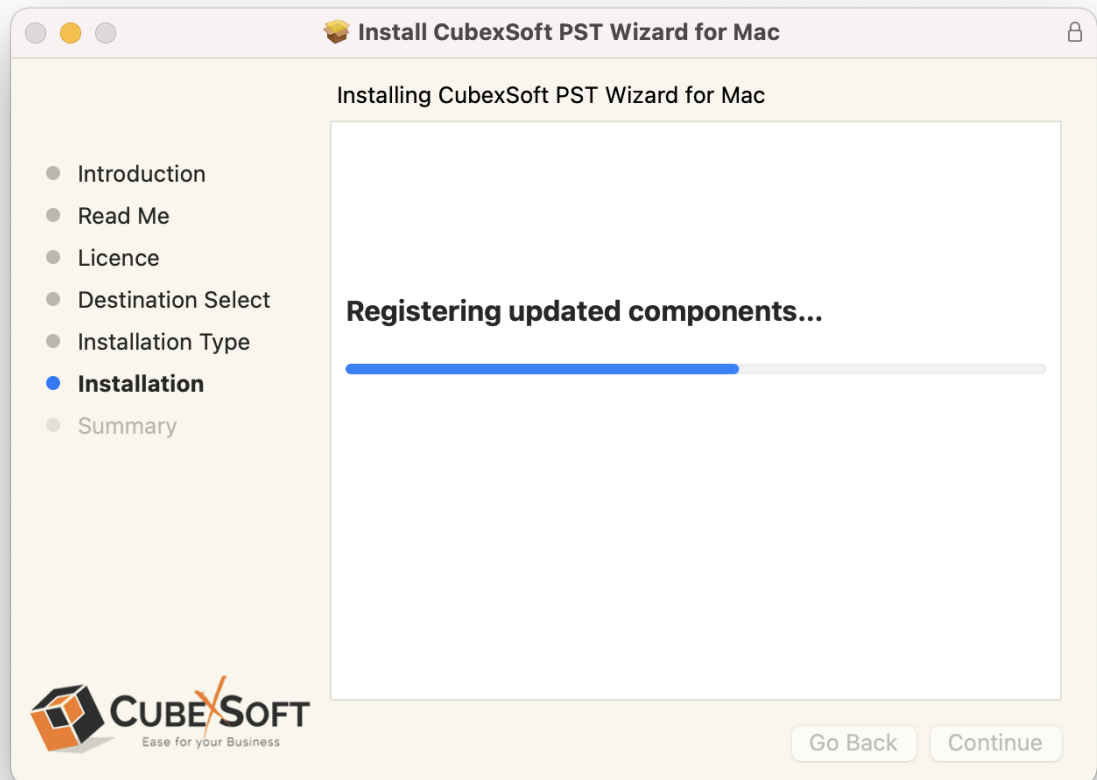 Install CubexSoft PST Wizard for Mac
Installing CubexSoft PST Wizard for Mac
Introduction
Read Me
Licence
Destination Select
Installation Type
Installation
Summary
Registering updated components...
CUBEXSOFT
Ease for your Business
Go Back
Continue